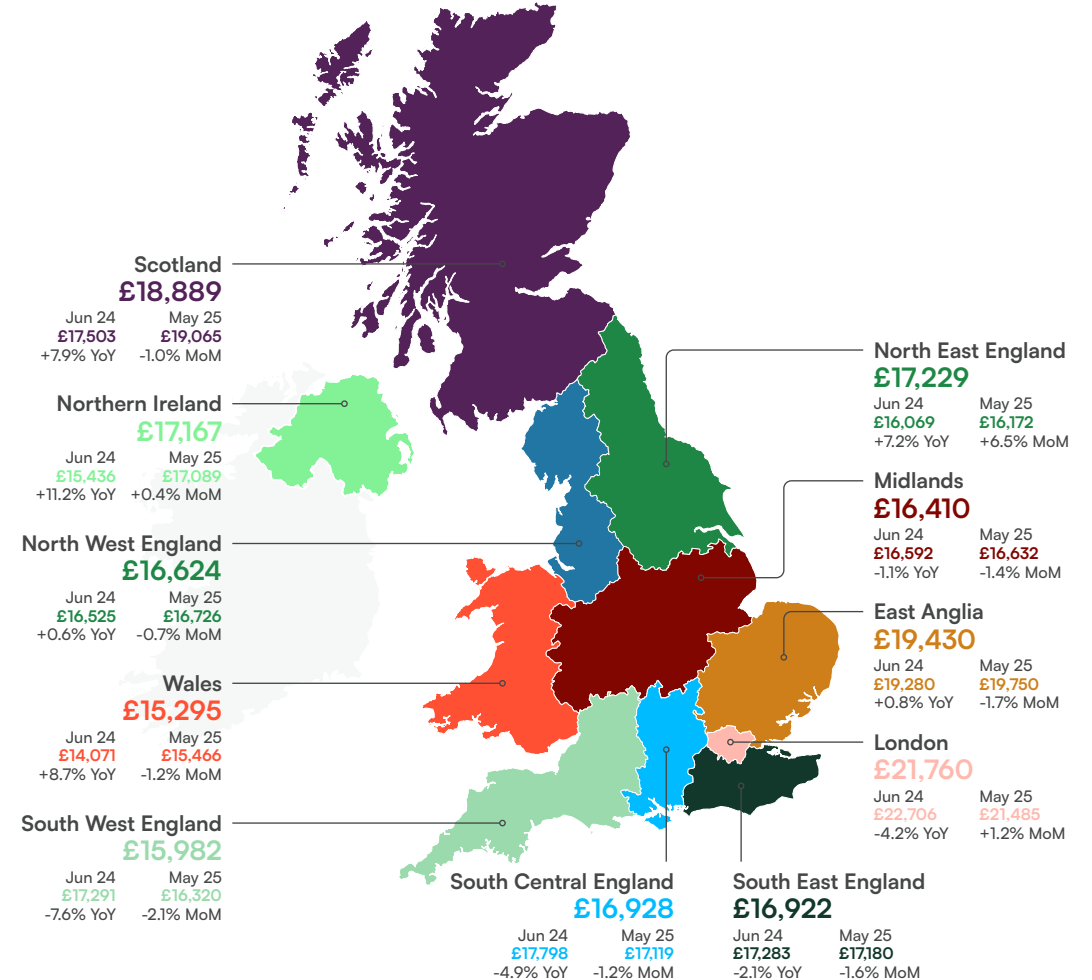 Scotland
£18,889
Jun 24 May 25
£17,503 £19,065
+7.9% YoY -1.0% MoM
Northern Ireland
£17,167
Jun 24 May 25
£15,436 £17,089
+11.2% YoY +0.4% MoM
North West England
£16,624
Jun 24 May 25
£16,525 £16,726
+0.6% YoY -0.7% MoM
Wales
£15,295
Jun 24 May 25
£14,071 £15,466
+8.7% YoY -1.2% MoM
South West England
£15,982
Jun 24 May 25
£17,291 £16,320
-7.6% YoY -2.1% MoM
North East England
£17,229
Jun 24 May 25
£16,069 £16,172
+7.2% YoY +6.5% MoM
Midlands
£16,410
Jun 24 May 25
£16,592 £16,632
-1.1% YoY -1.4% MoM
East Anglia
£19,430
Jun 24 May 25
£19,280 £19,750
+0.8% YoY -1.7% MoM
London
£21,760
Jun 24 May 25
£22,706 £21,485
-4.2% YoY +1.2% MoM
South Central England
£16,928
Jun 24 May 25
£17,798 £17,119
-4.9% YoY -1.2% MoM
South East England
£16,922
Jun 24 May 25
£17,283 £17,180
-2.1% YoY -1.6% MoM